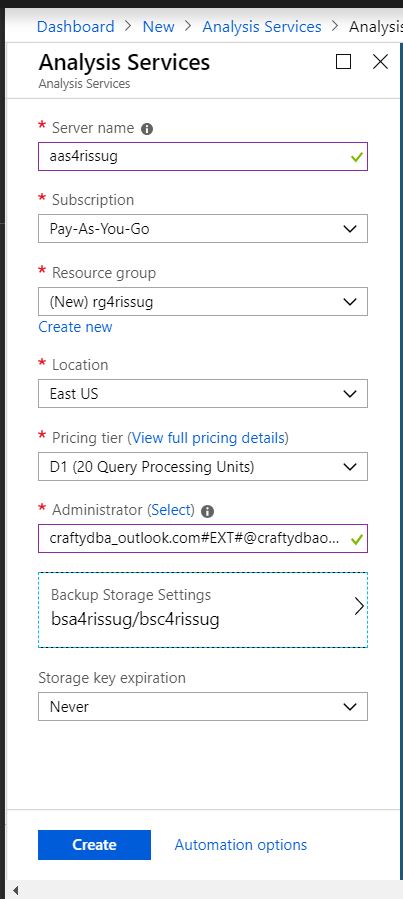 Dashboard > New > Analysis Services > Analysis
Analysis Services
Analysis Services
* Server name
aas4rissug
* Subscription
Pay-As-You-Go
* Resource group
(New) rg4rissug
Create new
* Location
East US
* Pricing tier (View full pricing details)
D1 (20 Query Processing Units)
* Administrator (Select)
craftydba_outlook.com#EXT#@craftydbao...
Backup Storage Settings
bsa4rissug/bsc4rissug
Storage key expiration
Never
Create
Automation options